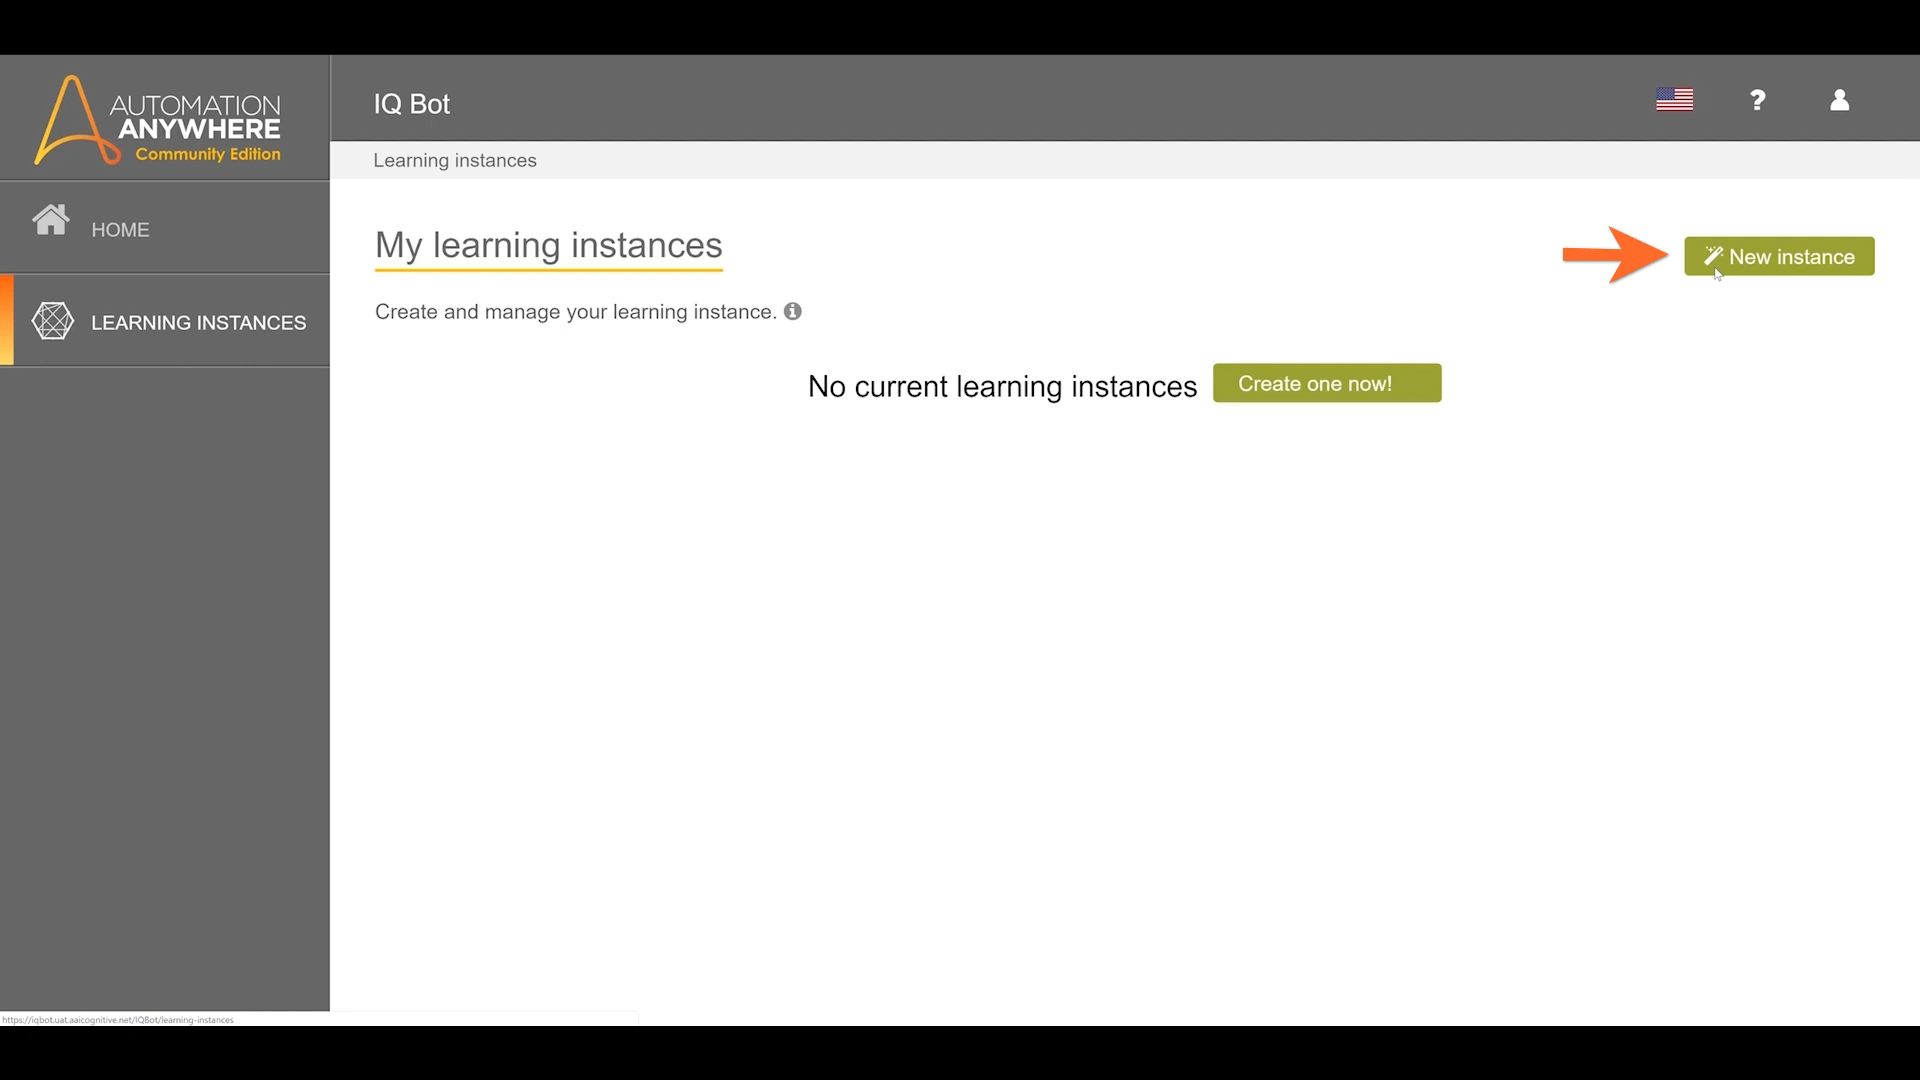 AUTOMATION
ANYWHERE
Community Edition
IQ Bot
?
Learning instances
HOME
LEARNING INSTANCES
My learning instances
New instance
Create and manage your learning instance.
No current learning instances
Create one now!
https://iqbot.uat.aaicognitive.net/IQBot/learning-instances